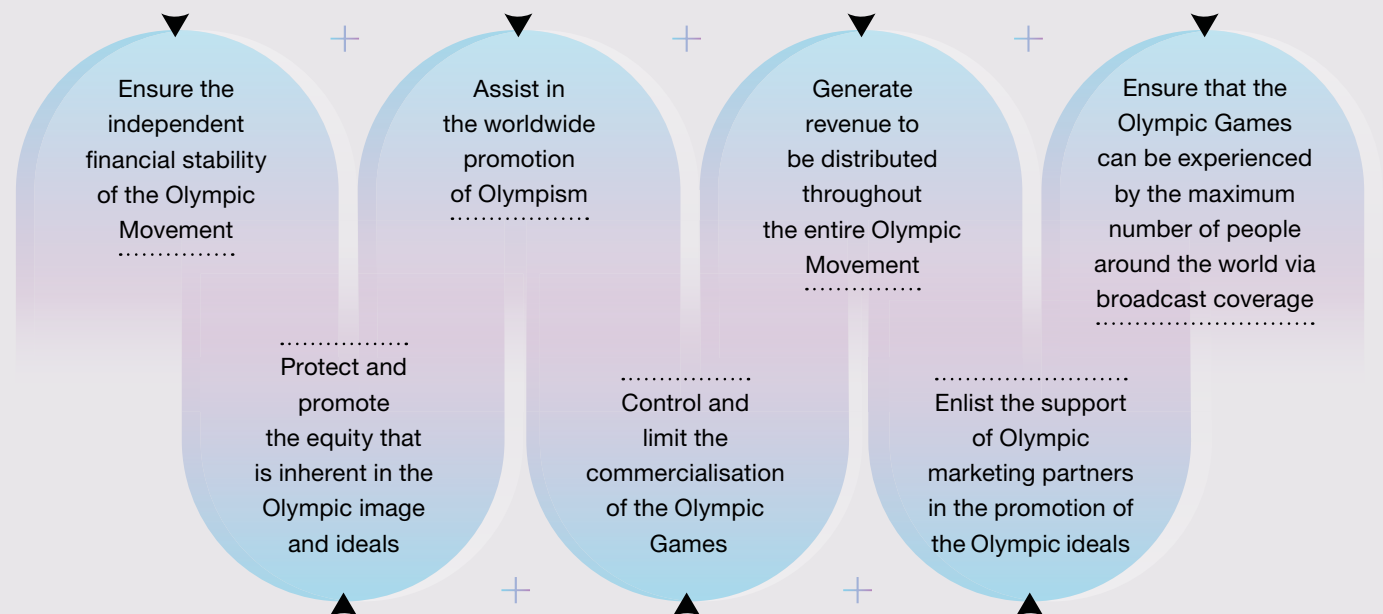 Ensure the
independent
financial stability
of the Olympic
Movement
Assist in
the worldwide
promotion
of Olympism
Generate
revenue to
be distributed
throughout
the entire Olympic
Movement
Ensure that the
Olympic Games
can be experienced
by the maximum
number of people
around the world via
broadcast coverage
Protect and
promote
the equity that
is inherent in the
Olympic image
and ideals
Control and
limit the
commercialisation
of the Olympic
Games
Enlist the support
of Olympic
marketing partners
in the promotion of
the Olympic ideals